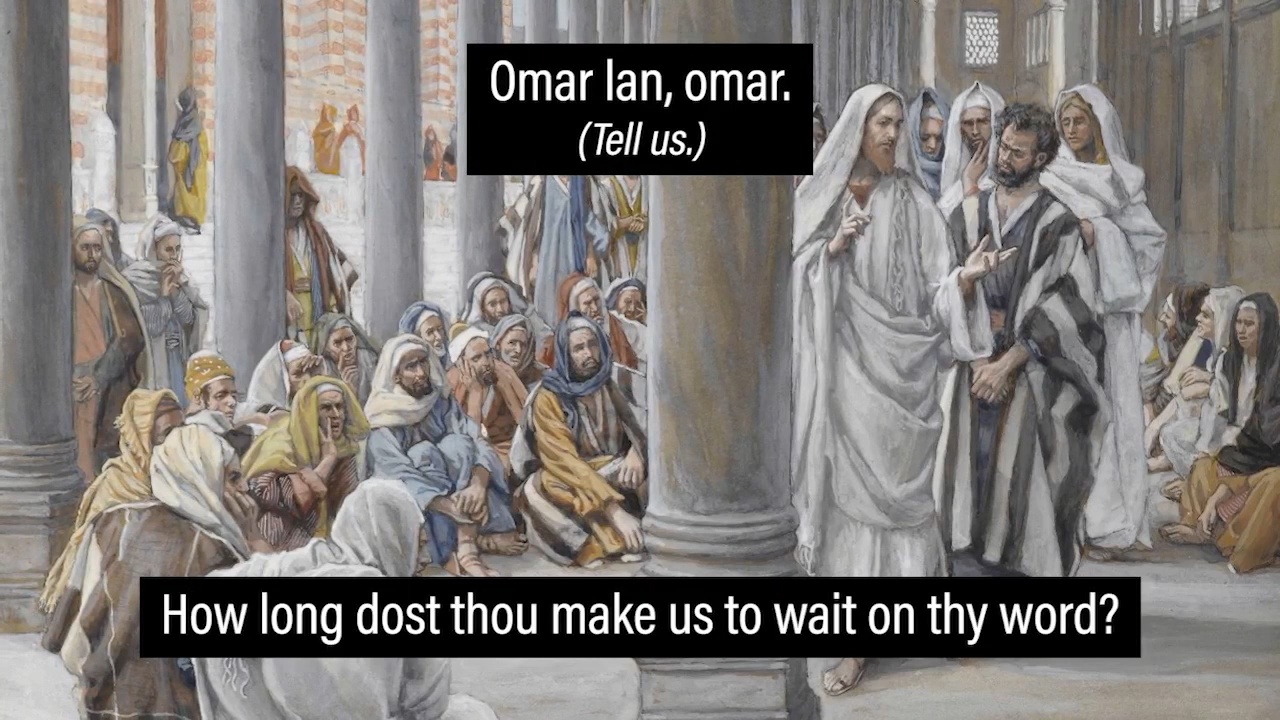 Omar lan, omar.
(Tell us.)
How long dost thou make us to wait on thy word?